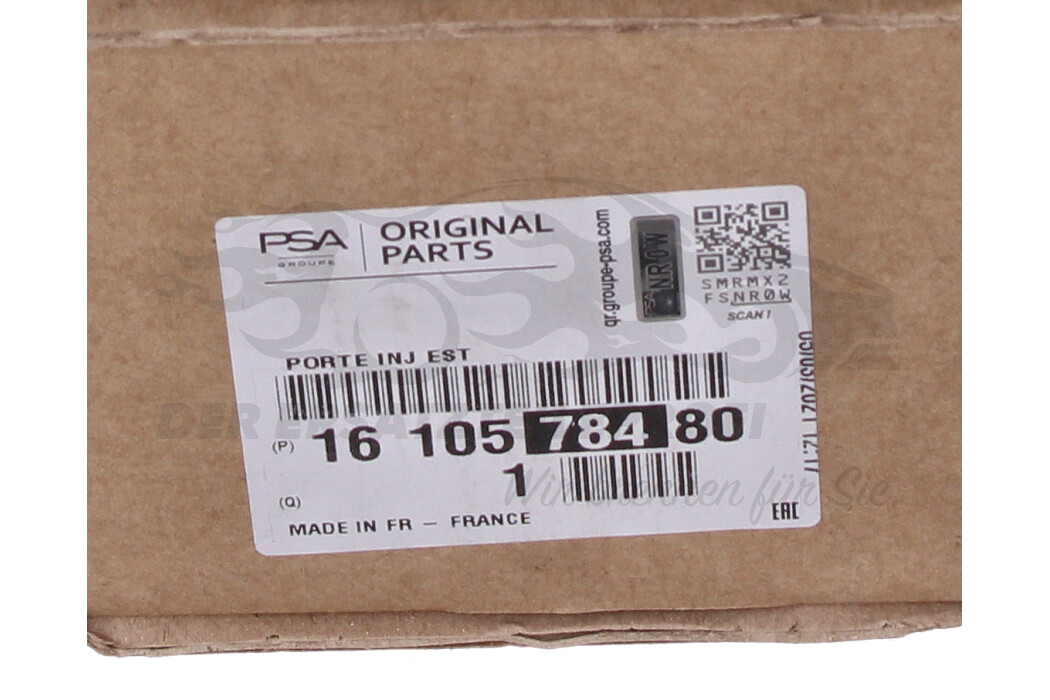 PSA
GROUPE
ORIGINAL
PARTS
qr.groupe-psa.com
PSA NR0W
SMRMX2
FSNR0W
SCAN !
PORTE INJ EST
(P) 16 105 784 80
(Q) 1
MADE IN FR – FRANCE
EAC
Wir brennen für Sie